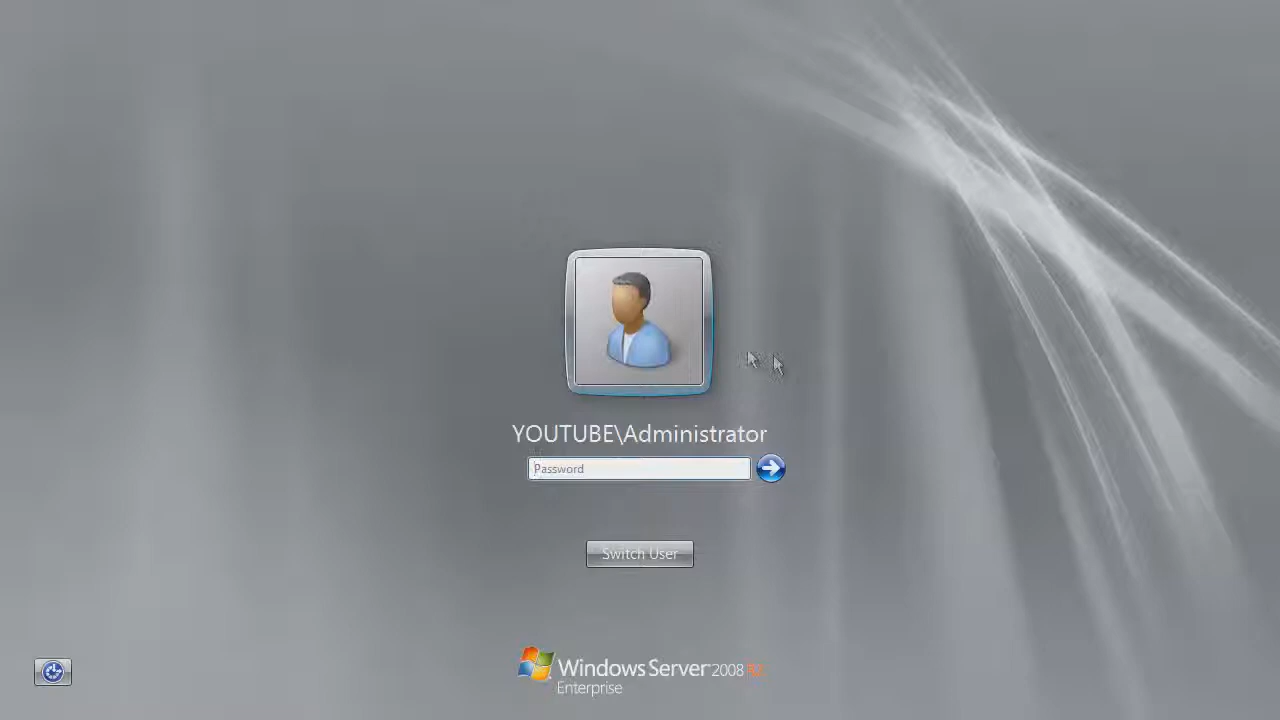 YOUTUBE\Administrator
Password
Switch User
Windows Server 2008 R2
Enterprise